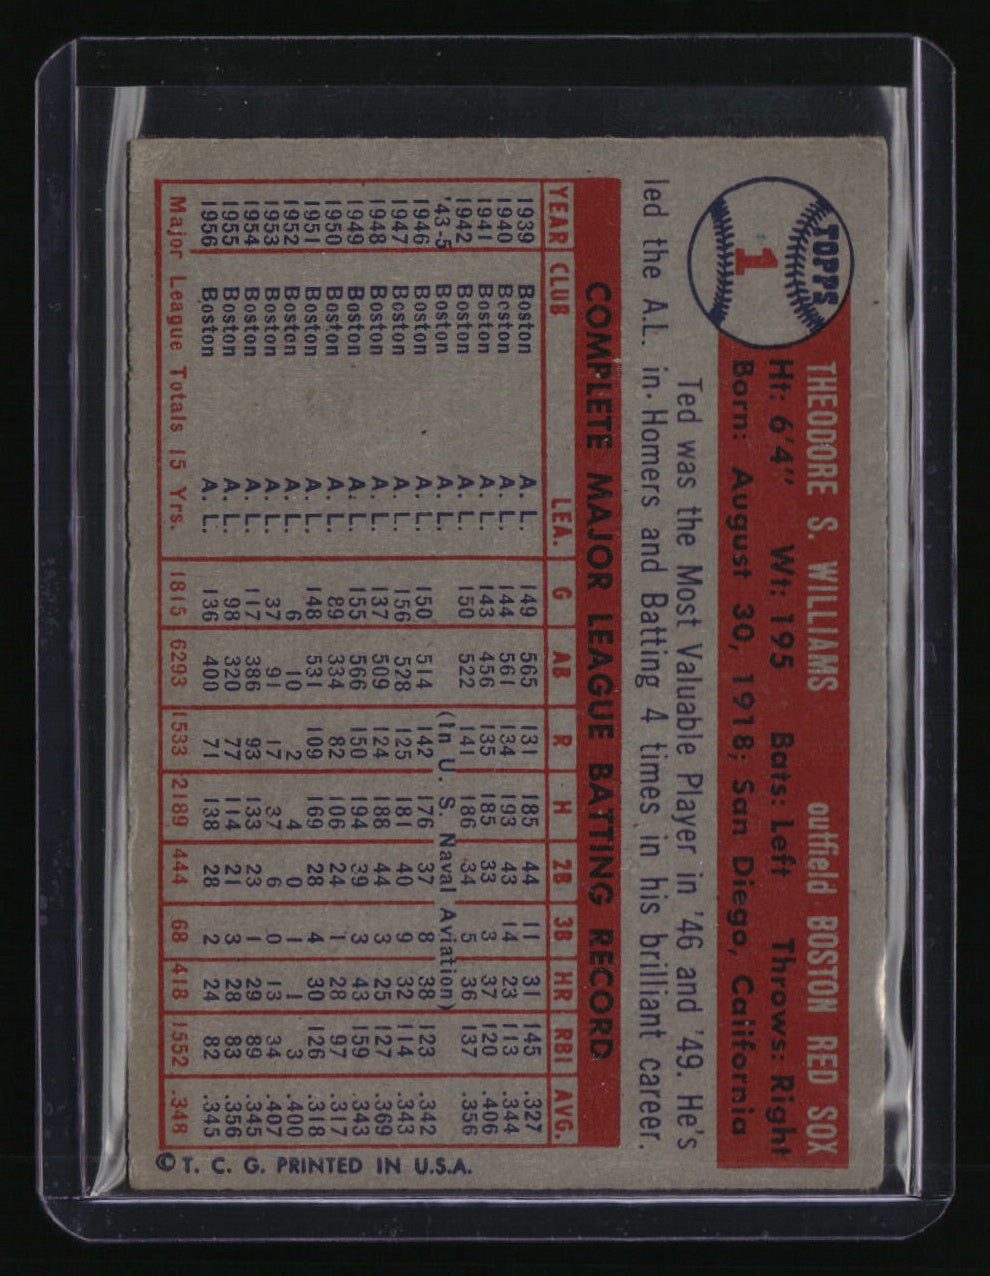 TOPPS
1
THEODORE S. WILLIAMS outfield BOSTON RED SOX
Ht: 6'4" Wt: 195 Bats: Left Throws: Right
Born: August 30, 1918; San Diego, California
Ted was the Most Valuable Player in '46 and '49. He's
led the A.L. in Homers and Batting 4 times in his brilliant career.
COMPLETE MAJOR LEAGUE BATTING RECORD
YEAR CLUB LEA. G AB R H 2B 3B HR RBI AVG.
1939 Boston A. L. 149 565 131 185 44 11 31 145 .327
1940 Boston A. L. 144 561 134 193 43 14 23 113 .344
1941 Boston A. L. 143 456 135 185 33 3 37 120 .406
1942 Boston A. L. 150 522 141 186 34 5 36 137 .356
'43-5 Boston A. L. (In U. S. Naval Aviation)
1946 Boston A. L. 150 514 142 176 37 8 38 123 .342
1947 Boston A. L. 156 528 125 181 40 9 32 114 .343
1948 Boston A. L. 137 509 124 188 44 3 25 127 .369
1949 Boston A. L. 155 566 150 194 39 3 43 159 .343
1950 Boston A. L. 89 334 82 106 24 1 28 97 .317
1951 Boston A. L. 148 531 109 169 28 4 30 126 .318
1952 Boston A. L. 6 10 2 4 0 1 1 3 .400
1953 Boston A. L. 37 91 17 37 6 0 13 34 .407
1954 Boston A. L. 117 386 93 133 23 1 29 89 .345
1955 Boston A. L. 98 320 77 114 21 3 28 83 .356
1956 Boston A. L. 136 400 71 138 28 2 24 82 .345
Major League Totals 15 Yrs. 1815 6293 1533 2189 444 68 418 1552 .348
© T. C. G. PRINTED IN U.S.A.